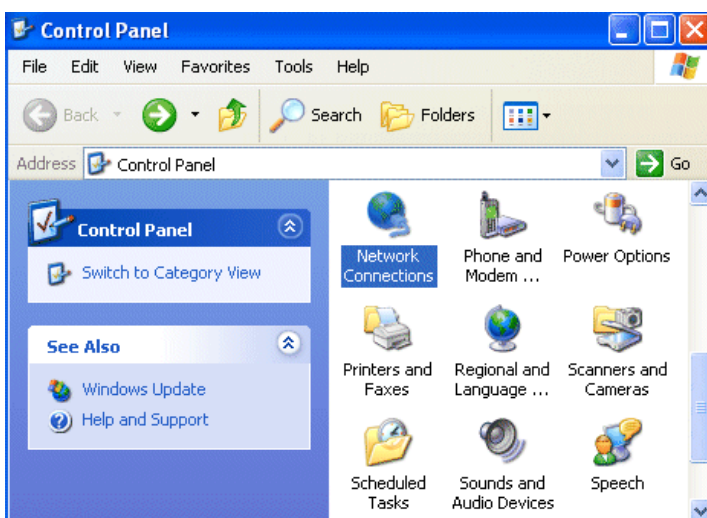 Control Panel
File Edit View Favorites Tools Help
Back Search Folders
Address Control Panel Go
Control Panel
Switch to Category View
See Also
Windows Update
Help and Support
Network
Connections
Phone and
Modem ...
Power Options
Printers and
Faxes
Regional and
Language ...
Scanners and
Cameras
Scheduled
Tasks
Sounds and
Audio Devices
Speech